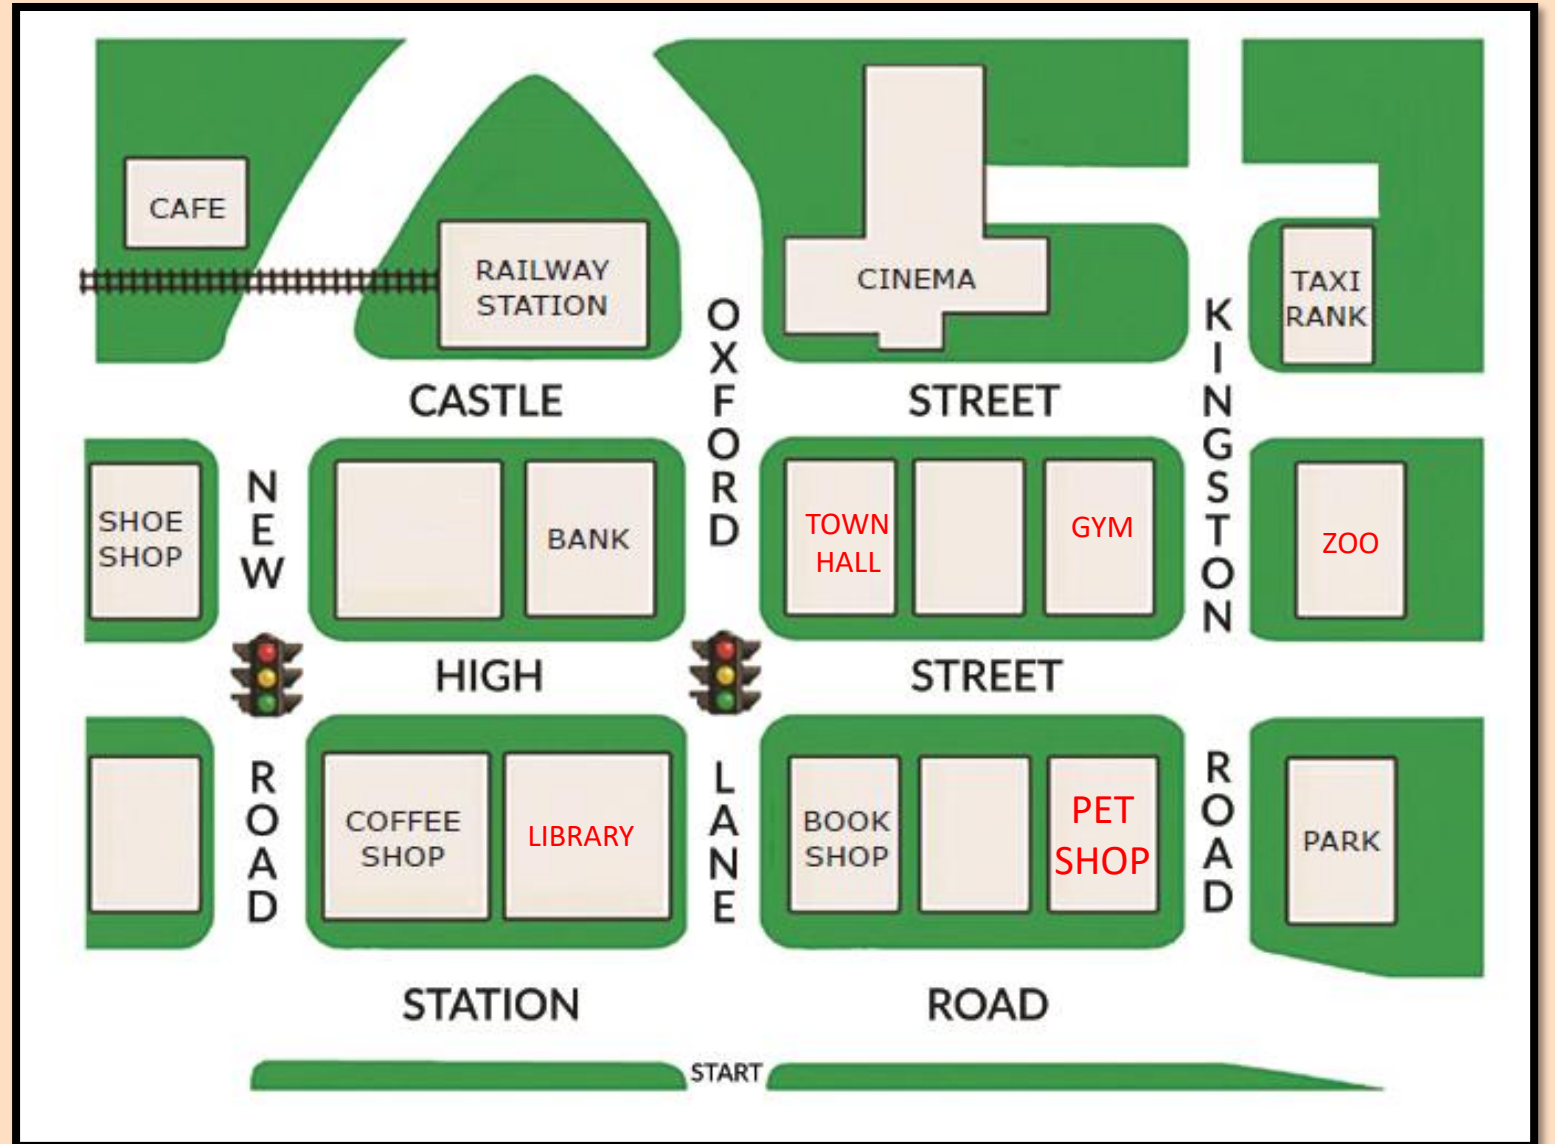 CAFE
RAILWAY
STATION
CINEMA
TAXI
RANK
OXFORD
KINGSTON
CASTLE STREET
SHOE
SHOP
NEW
BANK
TOWN
HALL
GYM
ZOO
HIGH STREET
ROAD
COFFEE
SHOP
LIBRARY
LANE
BOOK
SHOP
PET
SHOP
ROAD
PARK
STATION ROAD
START